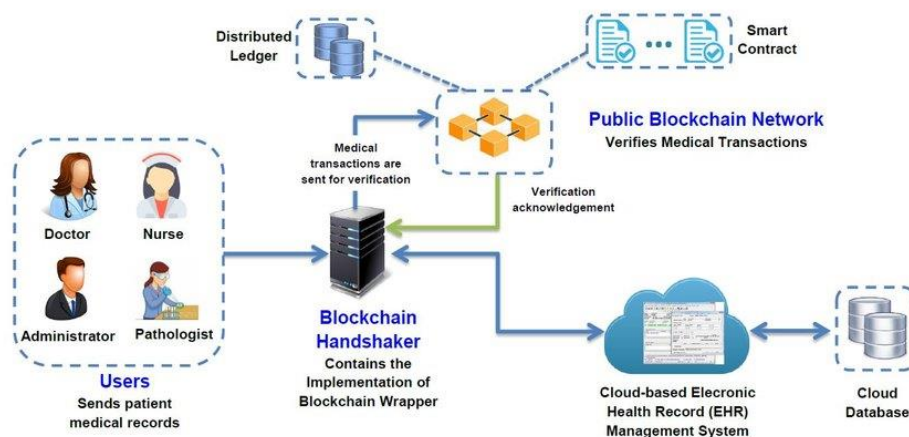 Distributed
Ledger
Smart
Contract
Public Blockchain Network
Verifies Medical Transactions
Medical
transactions are
sent for verification
Verification
acknowledgement
Doctor
Nurse
Administrator
Pathologist
Users
Sends patient
medical records
Blockchain
Handshaker
Contains the
Implementation of
Blockchain Wrapper
Cloud-based Elecronic
Health Record (EHR)
Management System
Cloud
Database